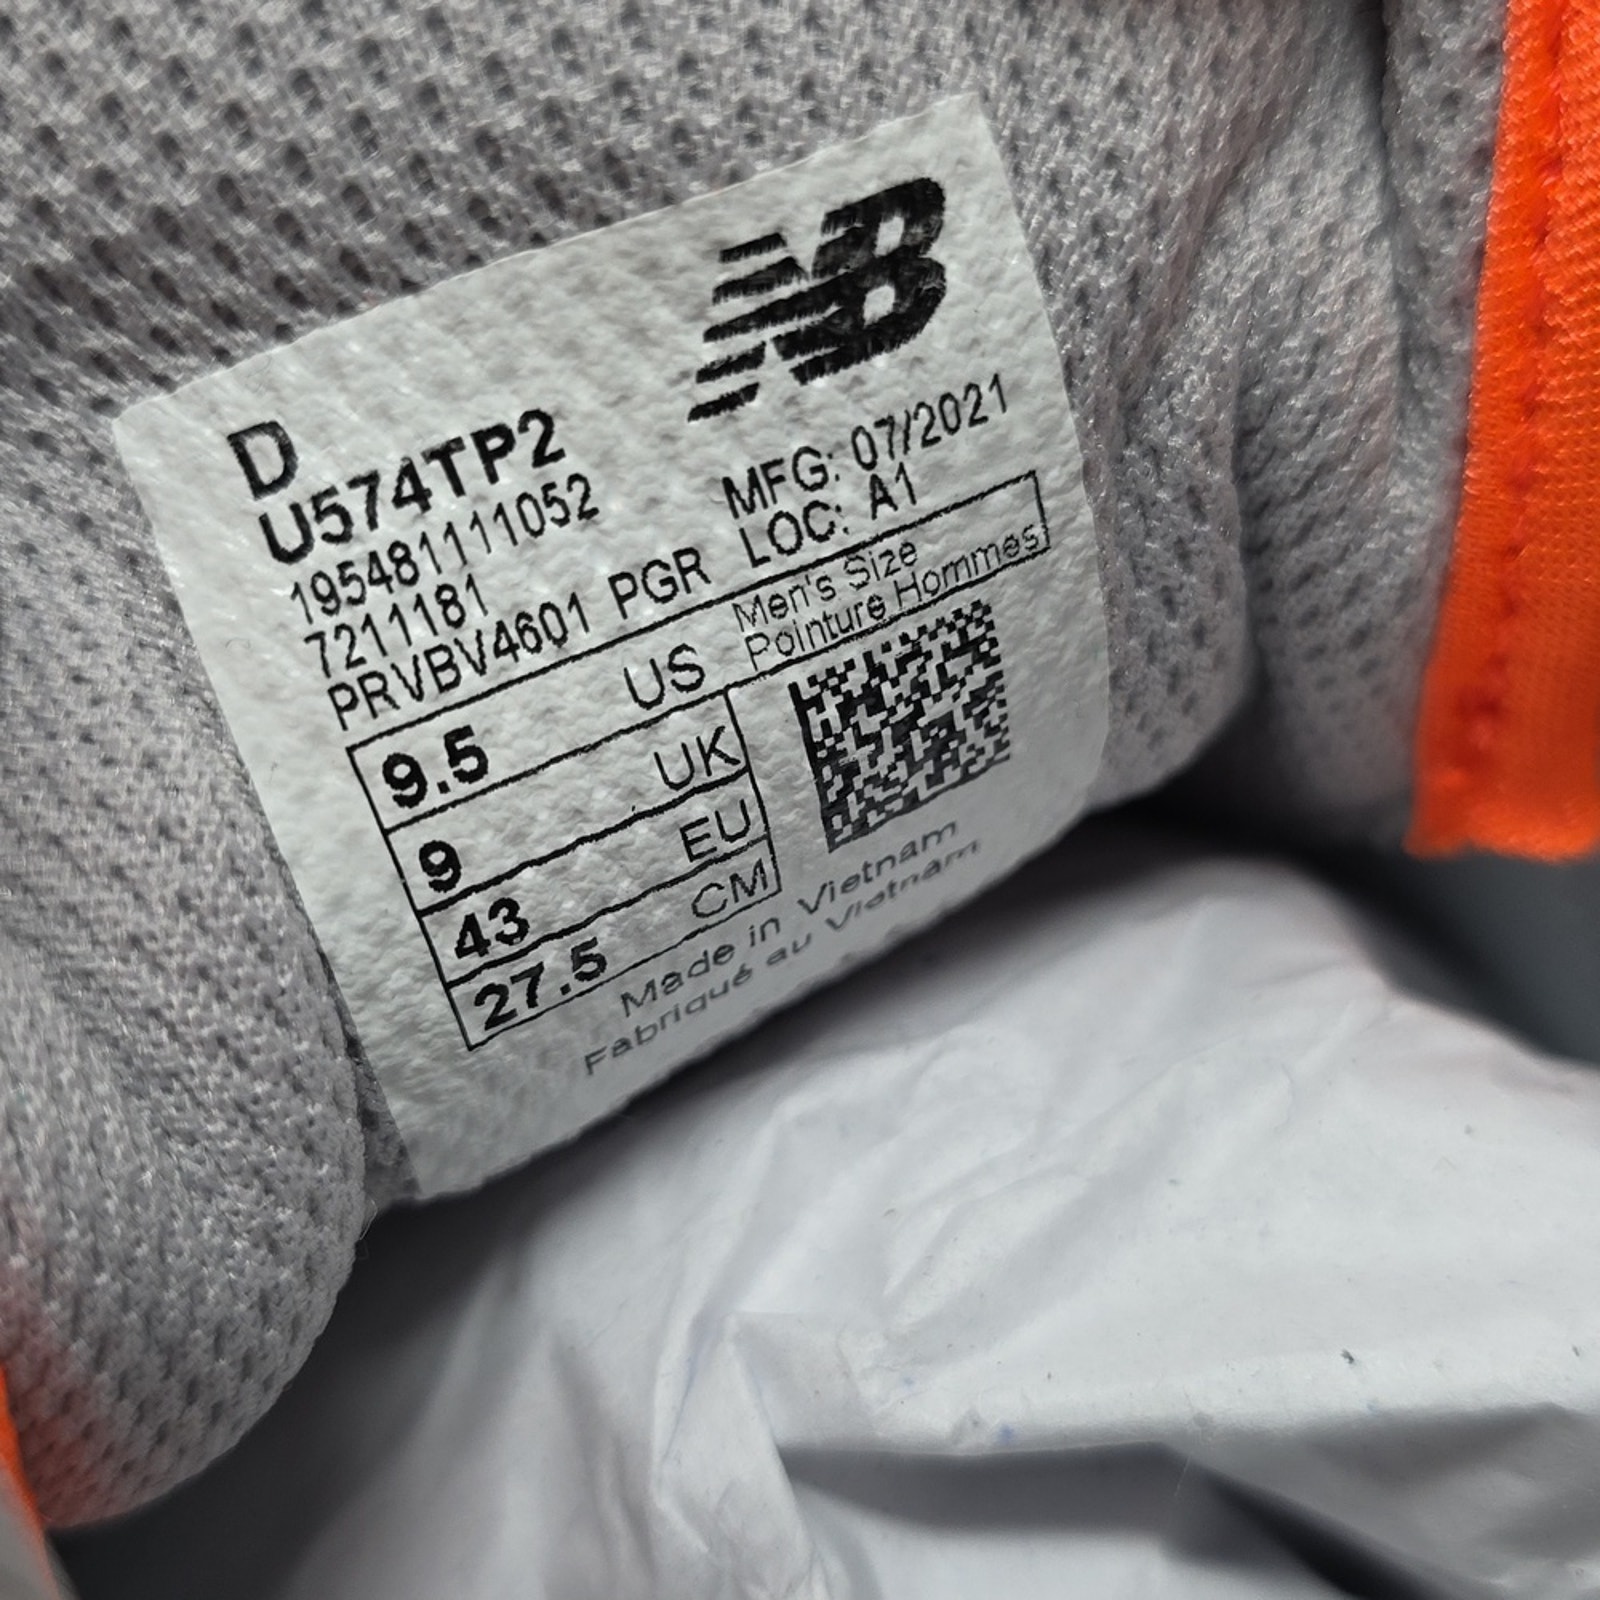 NB
D
U574TP2
195481111052
7211181
PRVBV4601 PGR
MFG: 07/2021
LOC: A1
Men's Size
Pointure Hommes
9.5 US
9 UK
43 EU
27.5 CM
Made in Vietnam
Fabriqué au Vietnam